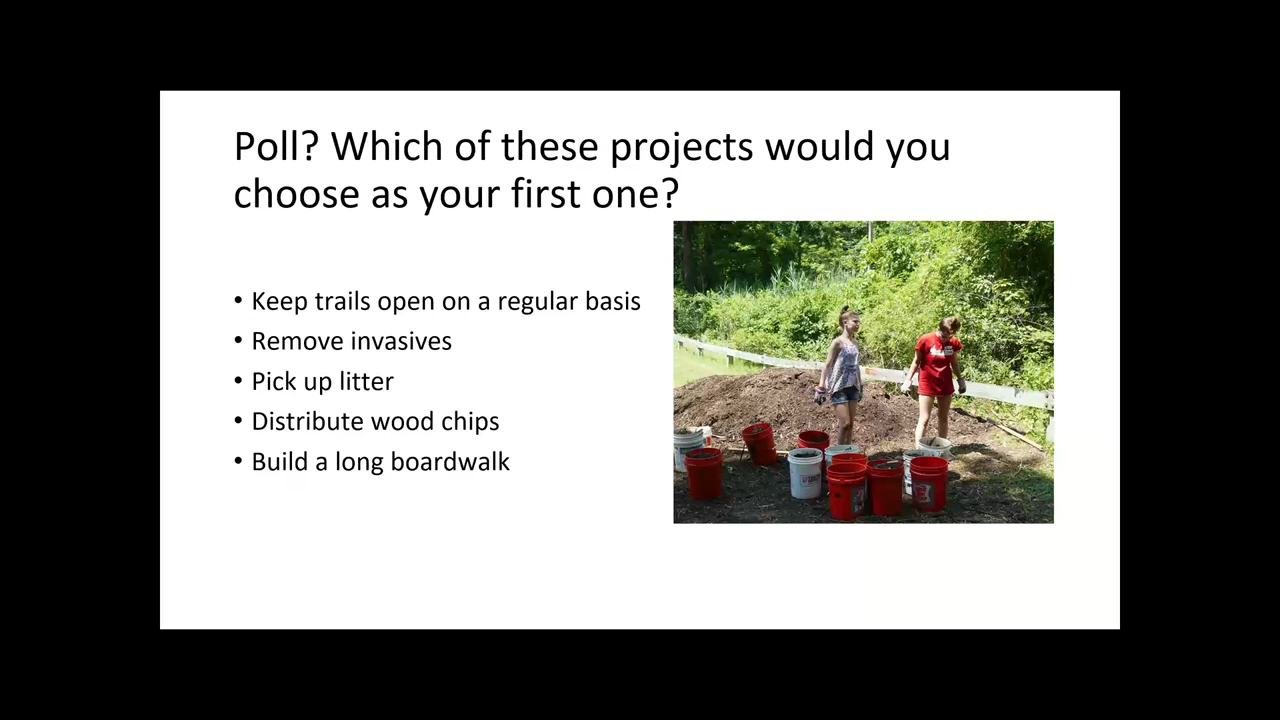 Poll? Which of these projects would you
choose as your first one?
• Keep trails open on a regular basis
• Remove invasives
• Pick up litter
• Distribute wood chips
• Build a long boardwalk